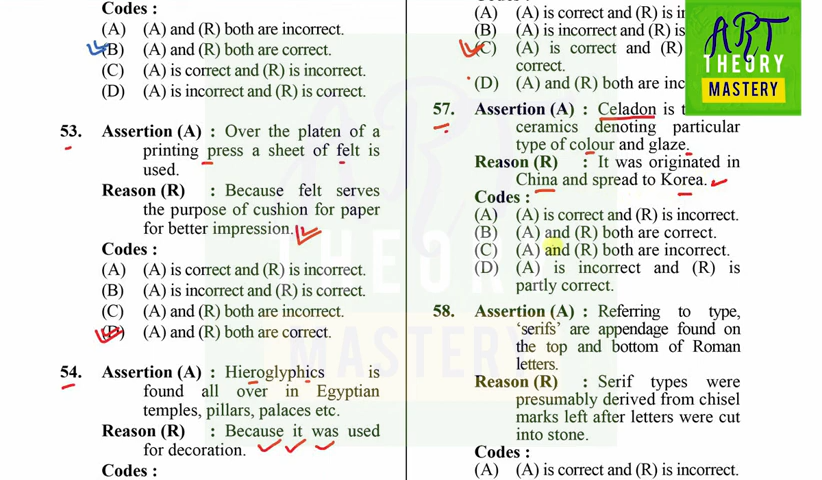 Codes :
(A) (A) and (R) both are incorrect.
(B) (A) and (R) both are correct.
(C) (A) is correct and (R) is incorrect.
(D) (A) is incorrect and (R) is correct.
53. Assertion (A) : Over the platen of a
printing press a sheet of felt is
used.
Reason (R) : Because felt serves
the purpose of cushion for paper
for better impression.
Codes :
(A) (A) is correct and (R) is incorrect.
(B) (A) is incorrect and (R) is correct.
(C) (A) and (R) both are incorrect.
(D) (A) and (R) both are correct.
54. Assertion (A) : Hieroglyphics is
found all over in Egyptian
temples, pillars, palaces etc.
Reason (R) : Because it was used
for decoration.
Codes :
(A) (A) is correct and (R) is
(B) (A) is incorrect and (R) is
(C) (A) is correct and (R)
correct.
(D) (A) and (R) both are
57. Assertion (A) : Celadon is
ceramics denoting particular
type of colour and glaze.
Reason (R) : It was originated in
China and spread to Korea.
Codes :
(A) (A) is correct and (R) is incorrect.
(B) (A) and (R) both are correct.
(C) (A) and (R) both are incorrect.
(D) (A) is incorrect and (R) is
partly correct.
58. Assertion (A) : Referring to type,
‘serifs’ are appendage found on
the top and bottom of Roman
letters.
Reason (R) : Serif types were
presumably derived from chisel
marks left after letters were cut
into stone.
Codes :
(A) (A) is correct and (R) is incorrect.
ART
THEORY
MASTERY
ART
THEORY
MASTERY